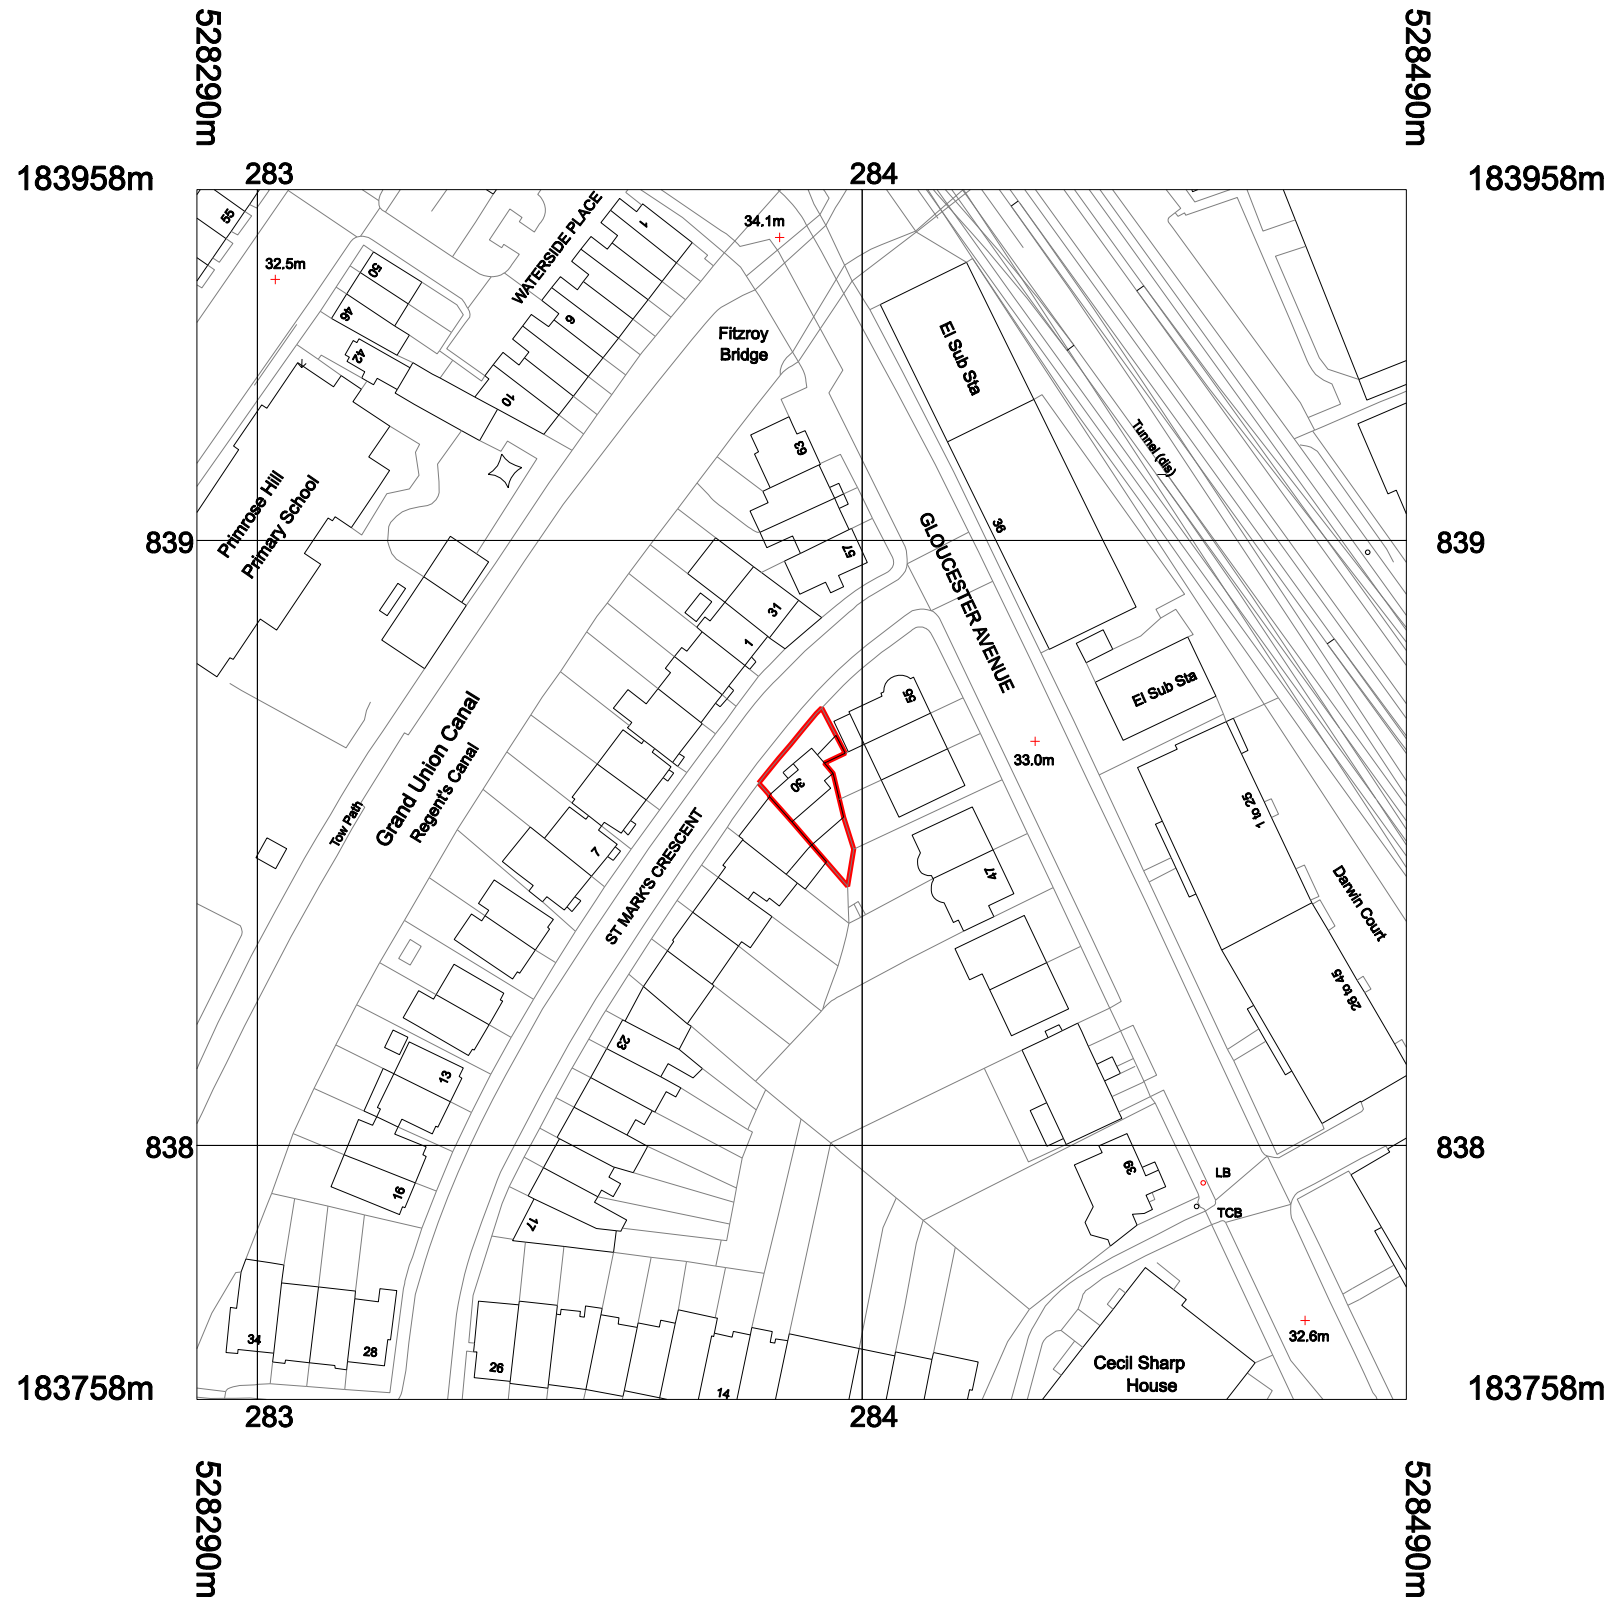 528290m
528490m
183958m
283
284
183958m
55
WATERSIDE PLACE
1
34.1m
32.5m
50
46
6
Fitzroy
Bridge
El Sub Sta
42
10
63
Tunnel (dis)
Primrose Hill
Primary School
36
839
839
57
GLOUCESTER AVENUE
31
1
El Sub Sta
55
Grand Union Canal
Regent's Canal
33.0m
30
1 to 25
Tow Path
ST MARK'S CRESCENT
7
47
Darwin Court
26 to 45
23
13
838
838
39
LB
16
TCB
17
34
28
26
14
32.6m
Cecil Sharp
House
183758m
283
284
183758m
528290m
528490m